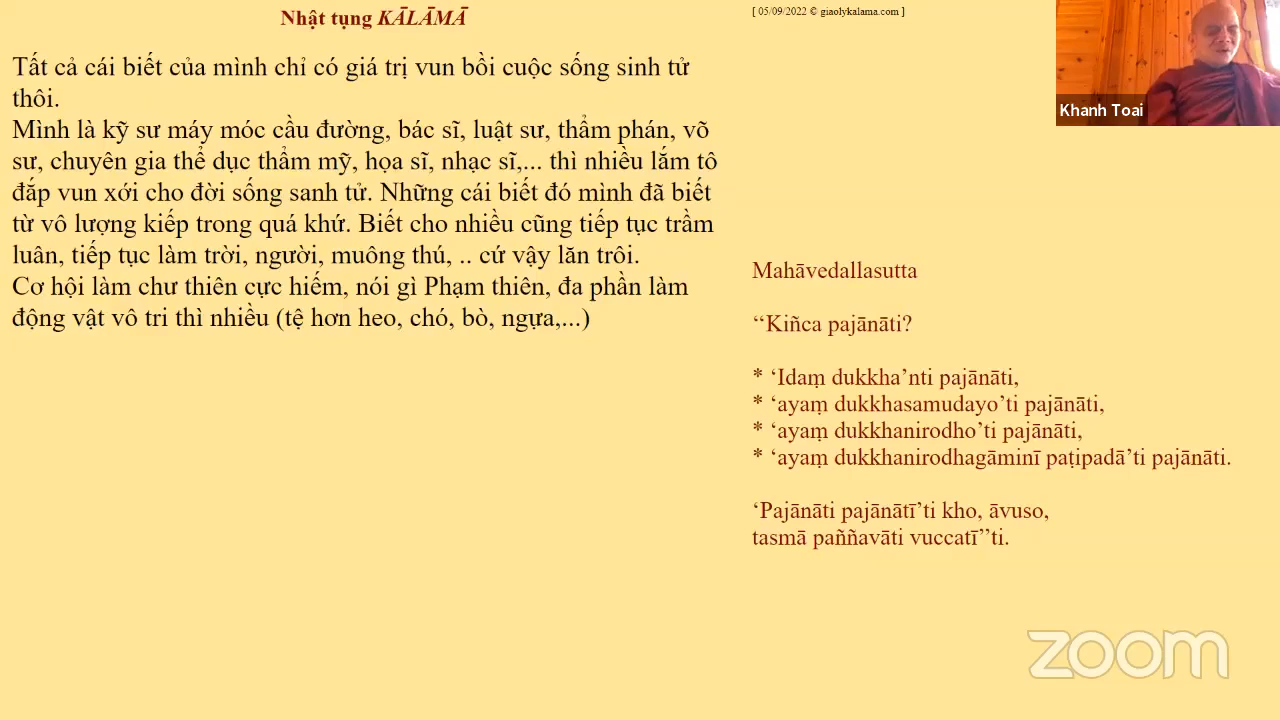 Nhật tụng KĀLĀMĀ
[ 05/09/2022 © giaolykalama.com ]
Tất cả cái biết của mình chỉ có giá trị vun bồi cuộc sống sinh tử
thôi.
Mình là kỹ sư máy móc cầu đường, bác sĩ, luật sư, thẩm phán, võ
sư, chuyên gia thể dục thẩm mỹ, họa sĩ, nhạc sĩ,... thì nhiều lắm tô
đắp vun xới cho đời sống sanh tử. Những cái biết đó mình đã biết
từ vô lượng kiếp trong quá khứ. Biết cho nhiều cũng tiếp tục trầm
luân, tiếp tục làm trời, người, muông thú, .. cứ vậy lăn trôi.
Cơ hội làm chư thiên cực hiếm, nói gì Phạm thiên, đa phần làm
động vật vô tri thì nhiều (tệ hơn heo, chó, bò, ngựa,...)
Khanh Toai
Mahāvedallasutta
“Kiñca pajānāti?
* ‘Idaṃ dukkha’nti pajānāti,
* ‘ayaṃ dukkhasamudayo’ti pajānāti,
* ‘ayaṃ dukkhanirodho’ti pajānāti,
* ‘ayaṃ dukkhanirodhagāminī paṭipadā’ti pajānāti.
‘Pajānāti pajānātī’ti kho, āvuso,
tasmā paññavāti vuccatī’’ti.
zoom